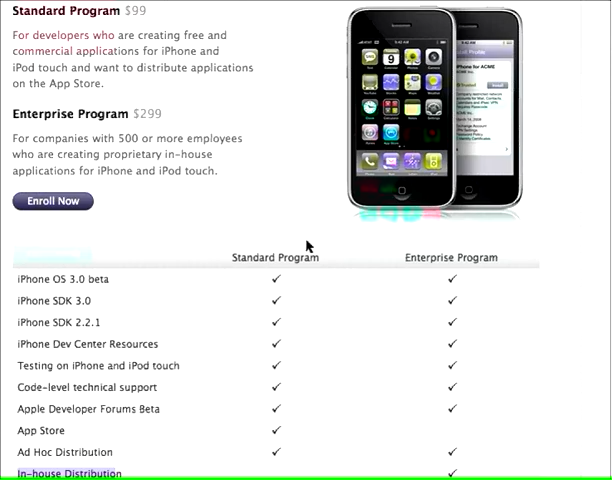 Standard Program $99
For developers who are creating free and
commercial applications for iPhone and
iPod touch and want to distribute applications
on the App Store.
Enterprise Program $299
For companies with 500 or more employees
who are creating proprietary in-house
applications for iPhone and iPod touch.
Enroll Now
Standard Program Enterprise Program
iPhone OS 3.0 beta ✓ ✓
iPhone SDK 3.0 ✓ ✓
iPhone SDK 2.2.1 ✓ ✓
iPhone Dev Center Resources ✓ ✓
Testing on iPhone and iPod touch ✓ ✓
Code-level technical support ✓ ✓
Apple Developer Forums Beta ✓ ✓
App Store ✓
Ad Hoc Distribution ✓ ✓
In-house Distribution ✓